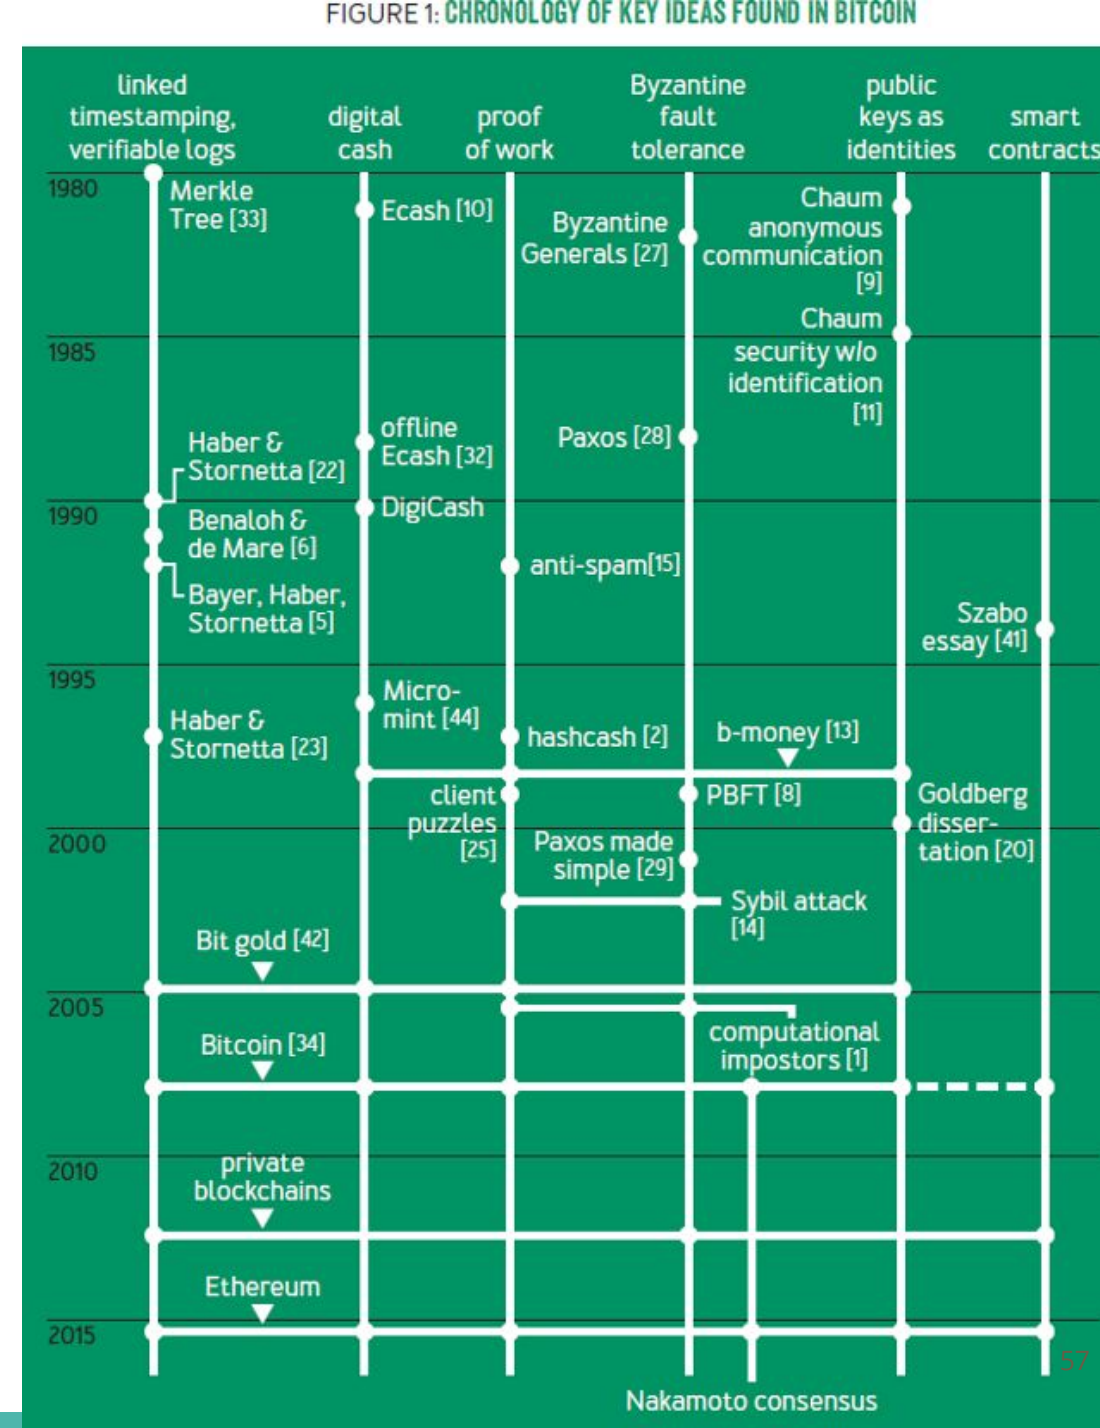 FIGURE 1: CHRONOLOGY OF KEY IDEAS FOUND IN BITCOIN
linked
timestamping,
verifiable logs
digital
cash
proof
of work
Byzantine
fault
tolerance
public
keys as
identities
smart
contracts
1980
Merkle
Tree [33]
Ecash [10]
Byzantine
Generals [27]
Chaum
anonymous
communication
[9]
Chaum
security w/o
identification
[11]
1985
Haber &
Stornetta [22]
offline
Ecash [32]
Paxos [28]
1990
DigiCash
Benaloh &
de Mare [6]
anti-spam[15]
Bayer, Haber,
Stornetta [5]
Szabo
essay [41]
1995
Micro-
mint [44]
Haber &
Stornetta [23]
hashcash [2]
b-money [13]
client
puzzles
[25]
PBFT [8]
Goldberg
disser-
tation [20]
2000
Paxos made
simple [29]
Sybil attack
[14]
Bit gold [42]
2005
computational
impostors [1]
Bitcoin [34]
2010
private
blockchains
Ethereum
2015
57
Nakamoto consensus